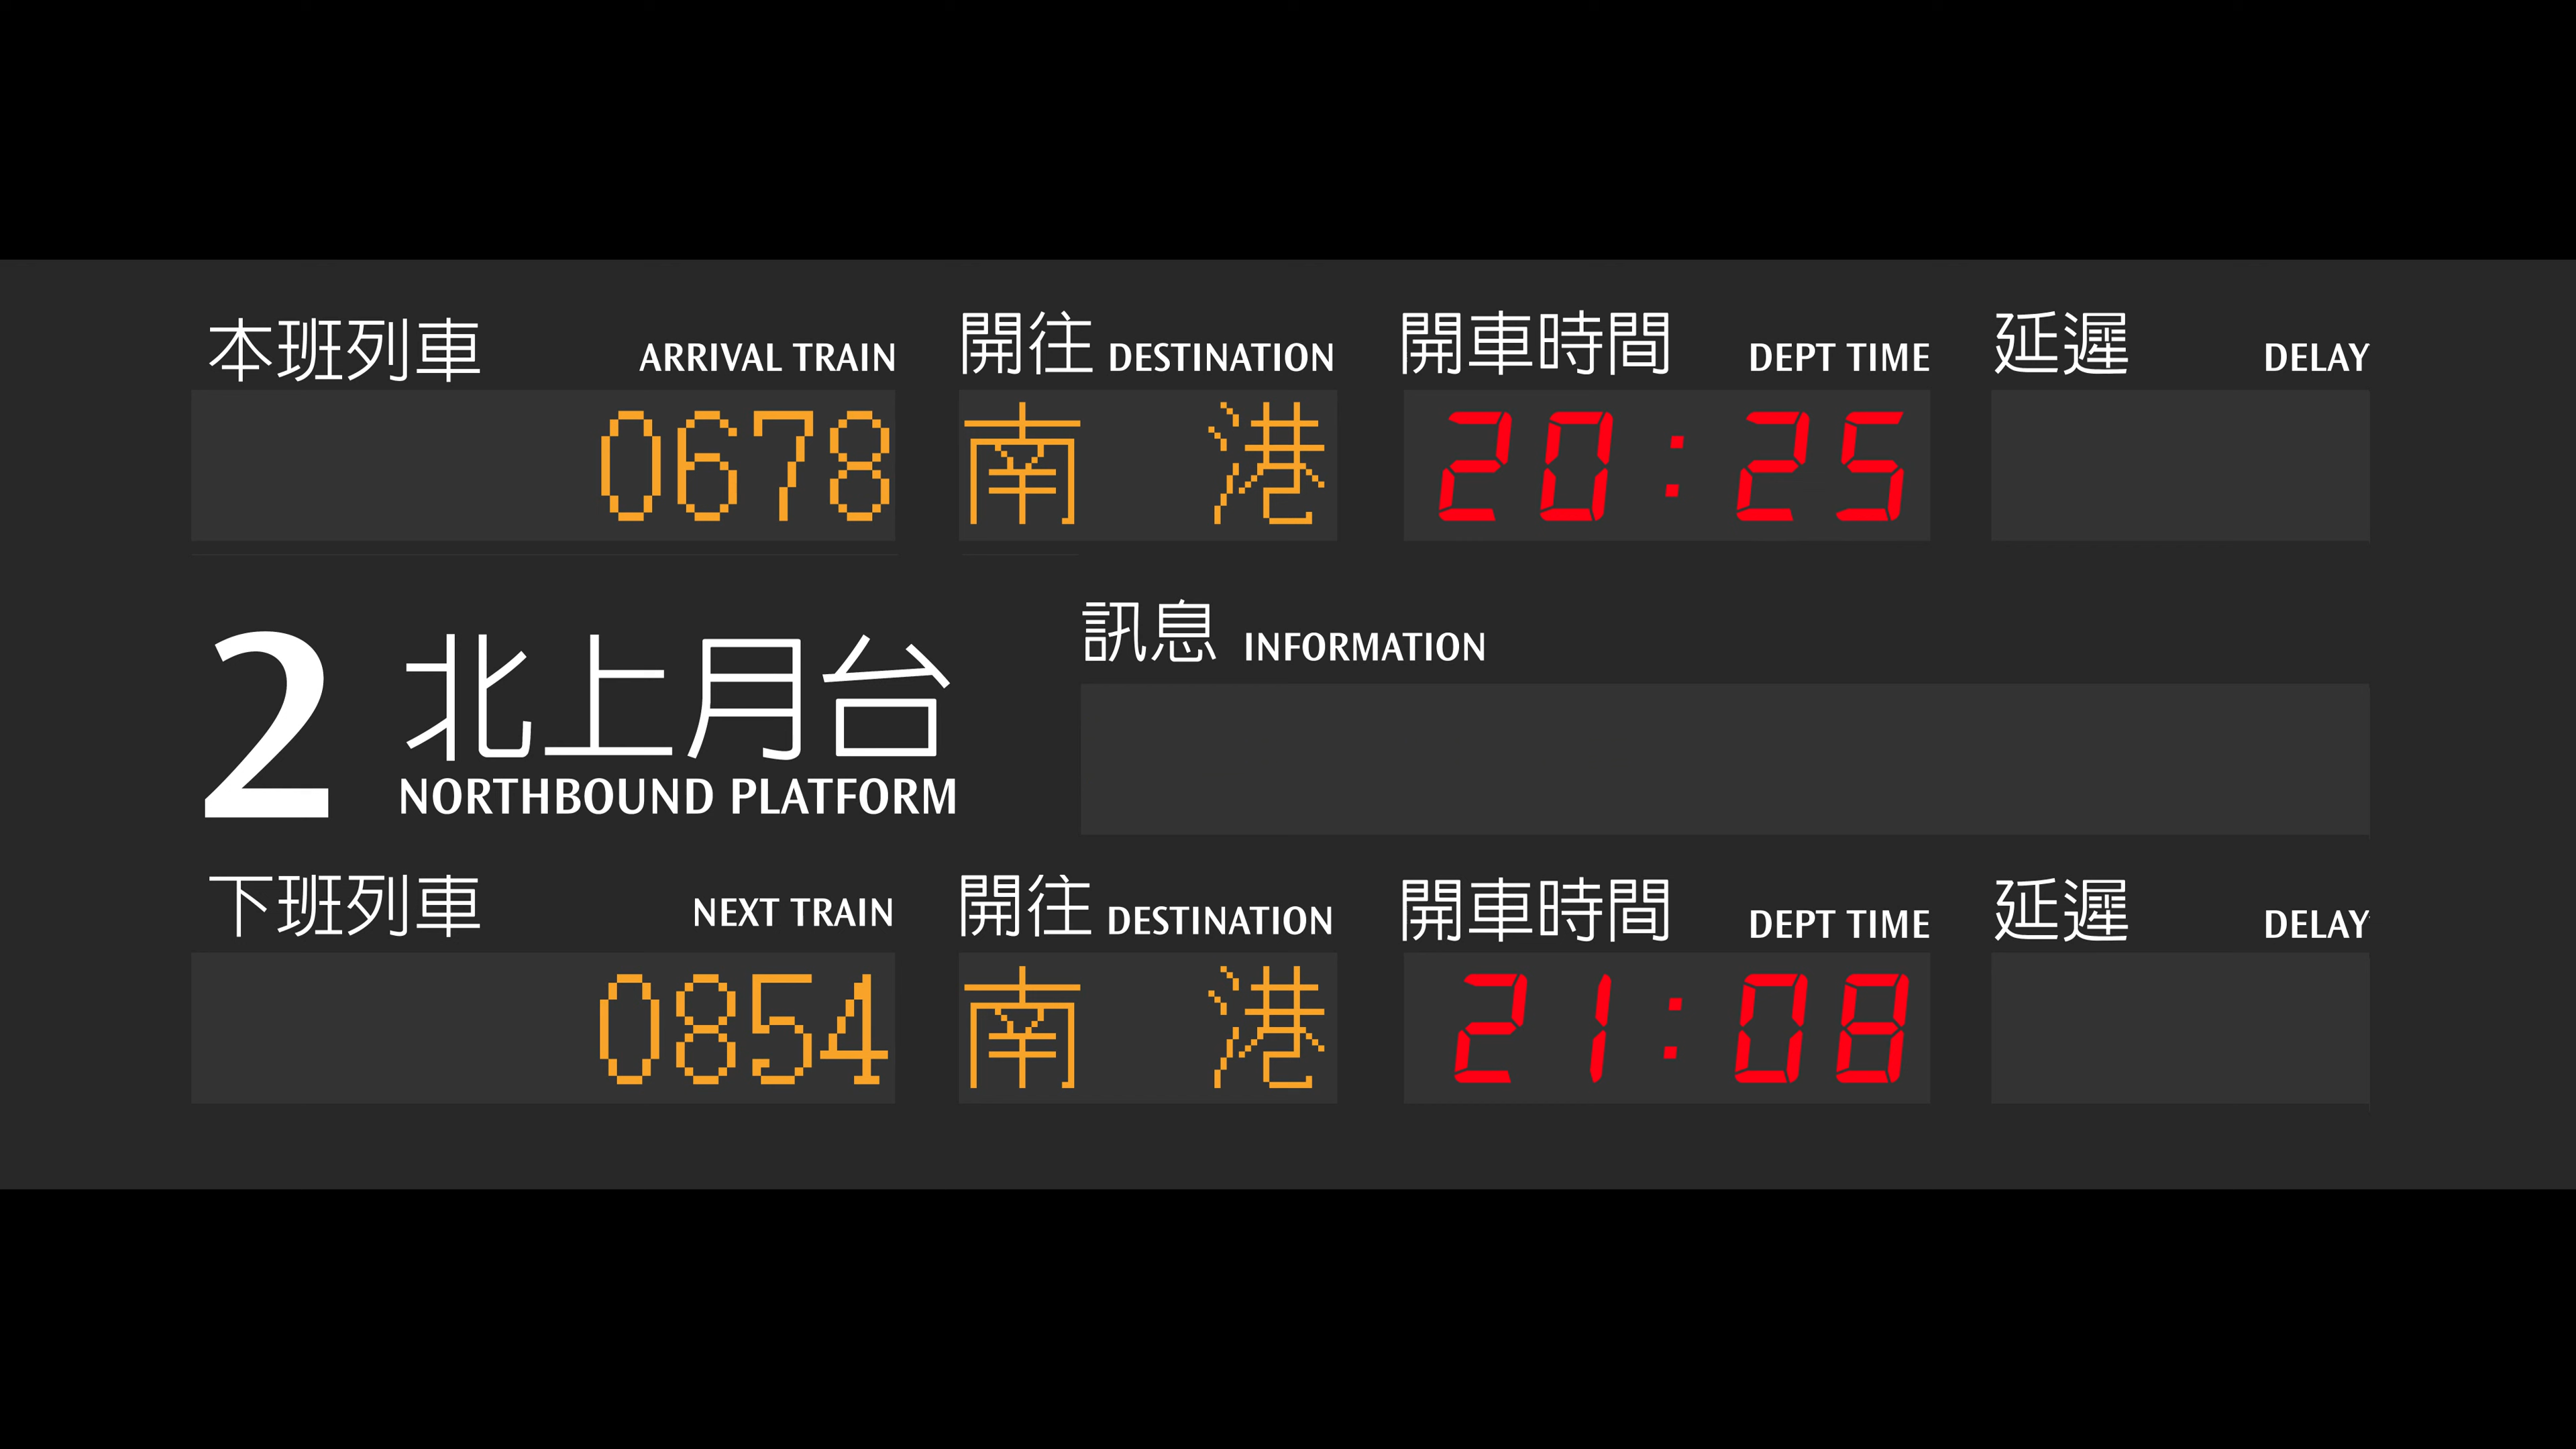 本班列車 ARRIVAL TRAIN 開往 DESTINATION 開車時間 DEPT TIME 延遲 DELAY
0678 南港 20:25
2 北上月台 訊息 INFORMATION
NORTHBOUND PLATFORM
下班列車 NEXT TRAIN 開往 DESTINATION 開車時間 DEPT TIME 延遲 DELAY
0854 南港 21:08